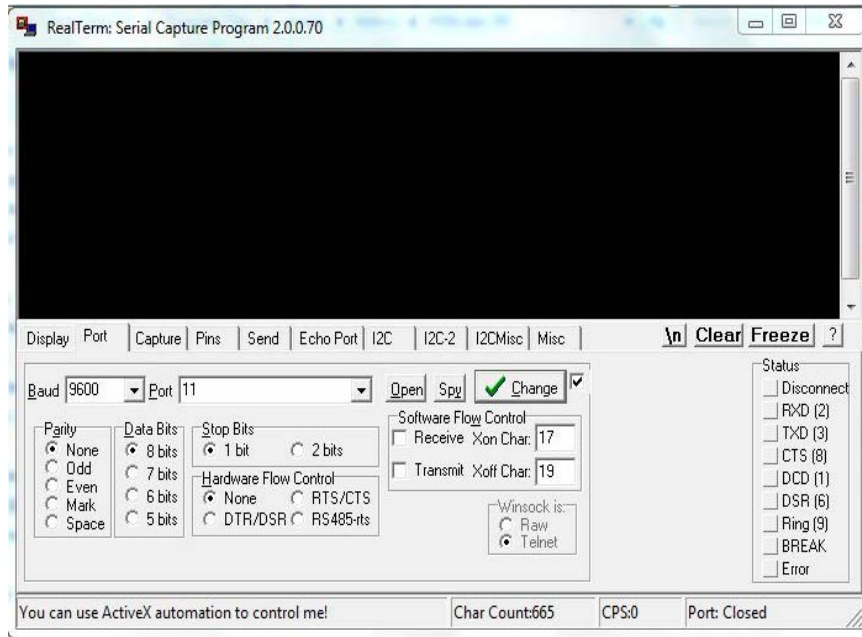 RealTerm: Serial Capture Program 2.0.0.70
Display Port Capture Pins Send Echo Port I2C I2C-2 I2CMisc Misc \n Clear Freeze ?
Baud 9600 Port 11 Open Spy Change
Status
Disconnect
RXD (2)
TXD (3)
CTS (8)
DCD (1)
DSR (6)
Ring (9)
BREAK
Error
Parity
None
Odd
Even
Mark
Space
Data Bits
8 bits
7 bits
6 bits
5 bits
Stop Bits
1 bit 2 bits
Hardware Flow Control
None RTS/CTS
DTR/DSR RS485-rts
Software Flow Control
Receive Xon Char: 17
Transmit Xoff Char: 19
Winsock is:
Raw
Telnet
You can use ActiveX automation to control me! Char Count:665 CPS:0 Port: Closed